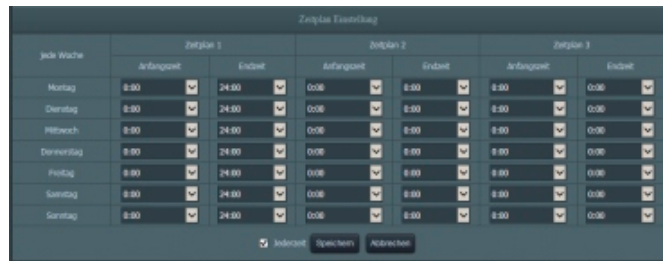 Zeitplan Einstellung
jede Woche Zeitplan 1 Zeitplan 2 Zeitplan 3
Anfangszeit Endzeit Anfangszeit Endzeit Anfangszeit Endzeit
Montag 0:00 24:00 0:00 0:00 0:00 0:00
Dienstag 0:00 24:00 0:00 0:00 0:00 0:00
Mittwoch 0:00 24:00 0:00 0:00 0:00 0:00
Donnerstag 0:00 24:00 0:00 0:00 0:00 0:00
Freitag 0:00 24:00 0:00 0:00 0:00 0:00
Samstag 0:00 24:00 0:00 0:00 0:00 0:00
Sonntag 0:00 24:00 0:00 0:00 0:00 0:00
Jederzeit Speichern Abbrechen